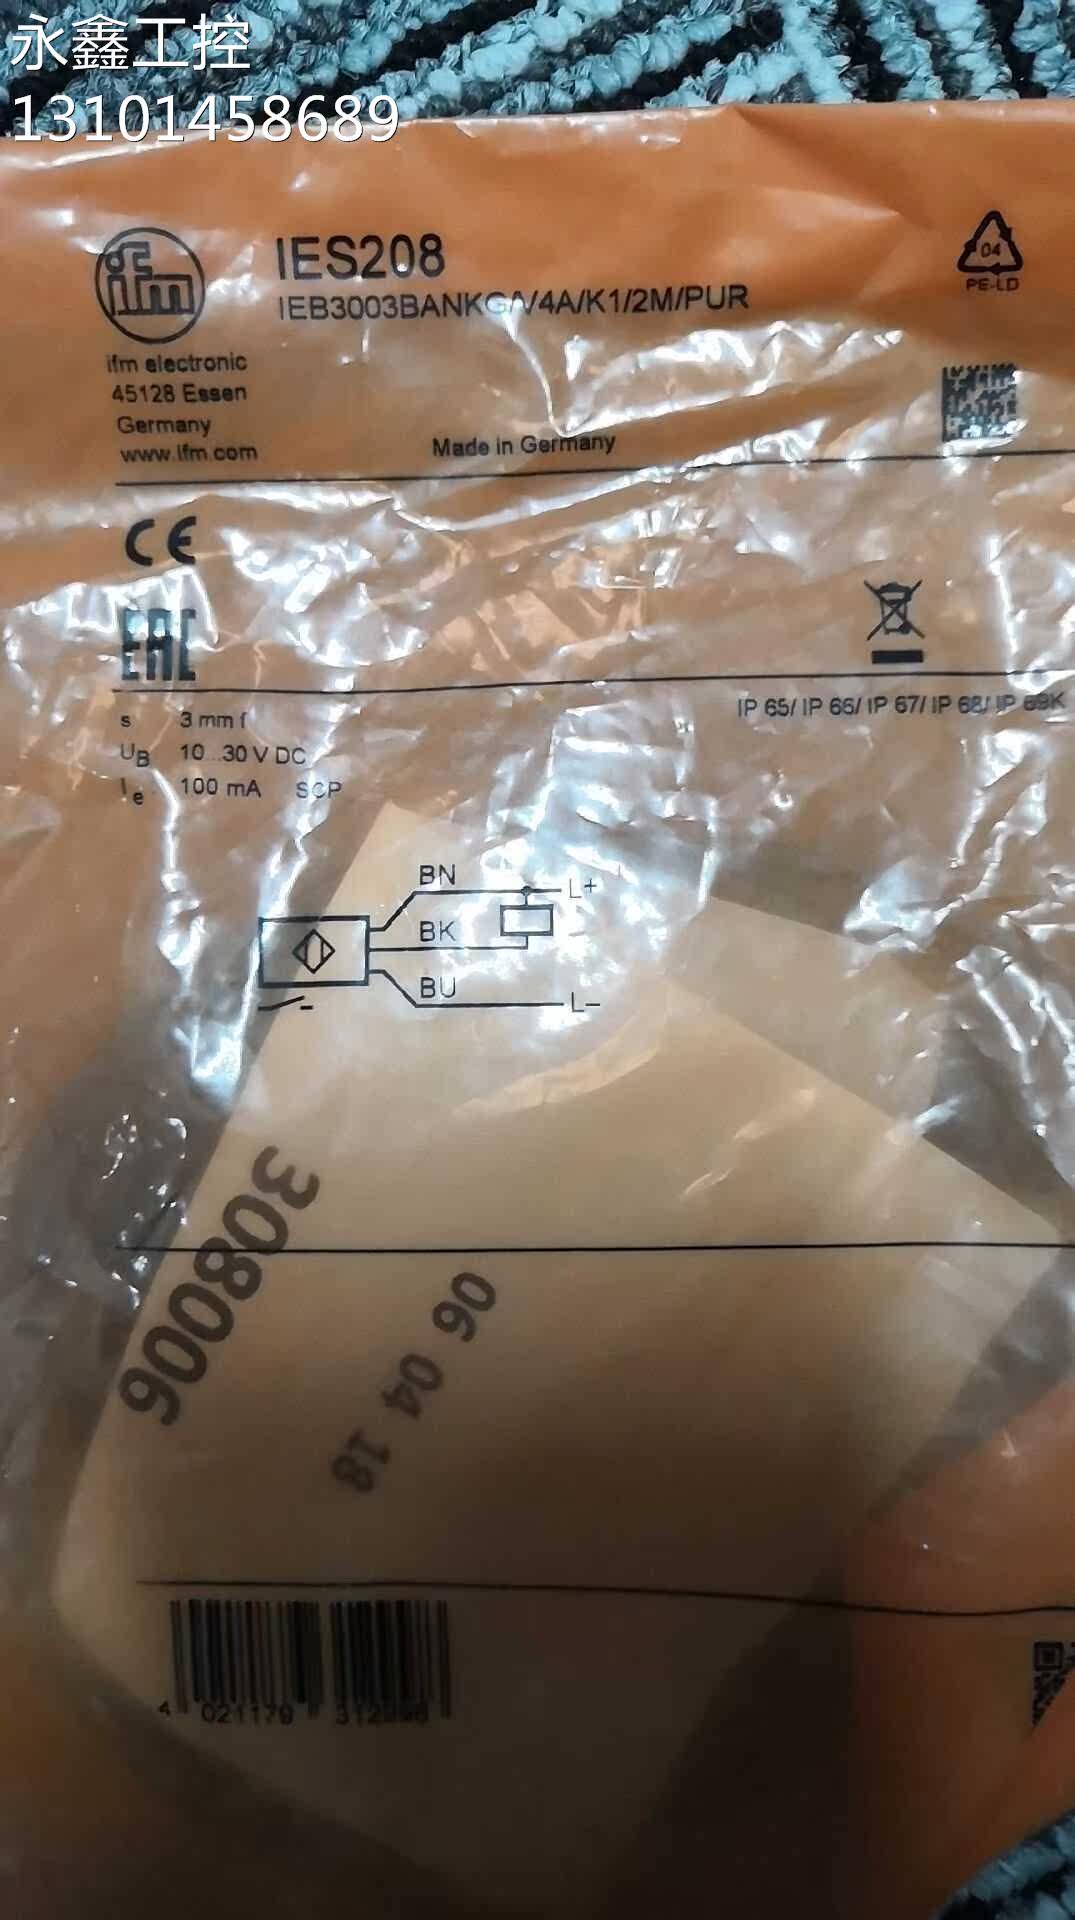 永鑫工控
13101458689
ifm
IES208
IEB3003BANKG/V4A/K1/2M/PUR
04
PE-LD
ifm electronic
45128 Essen
Germany
www.ifm.com
Made in Germany
CE
EAC
s 3 mm f
IP 65/ IP 66/ IP 67/ IP 68/ IP 69K
UB 10...30 V DC
Ie 100 mA SCP
BN
L+
BK
BU
L-
308006
06 04 18
4 021179